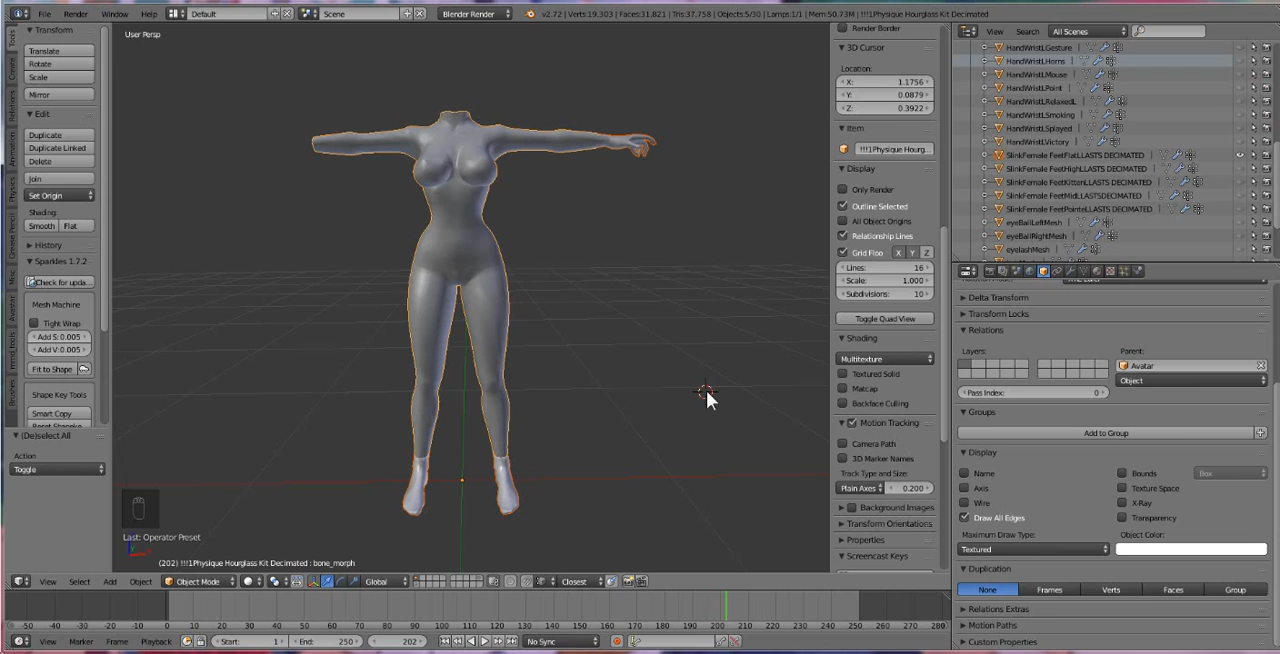 File Render Window Help Default Scene Blender Render v2.72 | Verts:19.303 | Faces:31.821 | Tris:37.758 | Objects:5/30 | Lamps:1/1 | Mem:50.73M | !!!1Physique Hourglass Kit Decimated
Tools
Create
Relations
Animation
Physics
Grease Pencil
Misc
Avastar
Brushes
Transform
Translate
Rotate
Scale
Mirror
Edit
Duplicate
Duplicate Linked
Delete
Join
Set Origin
Shading:
Smooth Flat
History
Sparkles 1.7.2
Check for upda...
Mesh Machine
Tight Wrap
Add S: 0.005
Add V: 0.005
Fit to Shape
Shape Key Tools
Smart Copy
(De)select All
Action
Toggle
User Persp
Last: Operator Preset
(202) !!!1Physique Hourglass Kit Decimated : bone_morph
View Select Add Object Object Mode Global Closest
Render Border
3D Cursor
Location:
X: 1.1756
Y: 0.0879
Z: 0.3922
Item
!!!1Physique Hourg...
Display
Only Render
Outline Selected
All Object Origins
Relationship Lines
Grid Floo X Y Z
Lines: 16
Scale: 1.000
Subdivisions: 10
Toggle Quad View
Shading
Multitexture
Textured Solid
Matcap
Backface Culling
Motion Tracking
Camera Path
3D Marker Names
Track Type and Size:
Plain Axes 0.200
Background Images
Transform Orientations
Properties
Screencast Keys
View Search All Scenes
HandWristLGesture
HandWristLHorns
HandWristLMouse
HandWristLPoint
HandWristLRelaxedL
HandWristLSmoking
HandWristLSplayed
HandWristLVictory
SlinkFemale FeetFlatLLASTS DECIMATED
SlinkFemale FeetHighLLASTS DECIMATED
SlinkFemale FeetKittenLLASTS DECIMATED
SlinkFemale FeetMidLLASTSDECIMATED
SlinkFemale FeetPointeLLASTS DECIMATED
eyeBallLeftMesh
eyeBallRightMesh
eyelashMesh
Delta Transform
Transform Locks
Relations
Layers: Parent:
Avatar
Object
Pass Index: 0
Groups
Add to Group
Display
Name Bounds Box
Axis Texture Space
Wire X-Ray
Draw All Edges Transparency
Maximum Draw Type: Object Color:
Textured
Duplication
None Frames Verts Faces Group
Relations Extras
Motion Paths
Custom Properties
-50 -40 -30 -20 -10 0 10 20 30 40 50 60 70 80 90 100 110 120 130 140 150 160 170 180 190 200 210 220 230 240 250 260 270 280
View Marker Frame Playback Start: 1 End: 250 202 No Sync